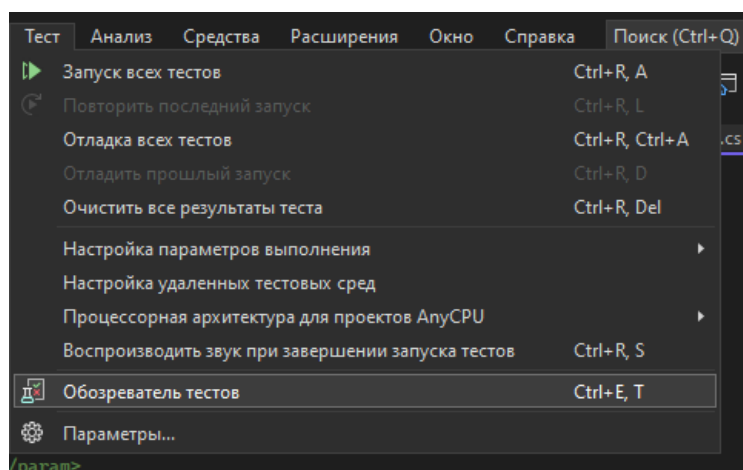 Тест Анализ Средства Расширения Окно Справка Поиск (Ctrl+Q)
Запуск всех тестов Ctrl+R, A
Повторить последний запуск Ctrl+R, L
Отладка всех тестов Ctrl+R, Ctrl+A
.cs
Отладить прошлый запуск Ctrl+R, D
Очистить все результаты теста Ctrl+R, Del
Настройка параметров выполнения
Настройка удаленных тестовых сред
Процессорная архитектура для проектов AnyCPU
Воспроизводить звук при завершении запуска тестов Ctrl+R, S
Обозреватель тестов Ctrl+E, T
Параметры...
/param>